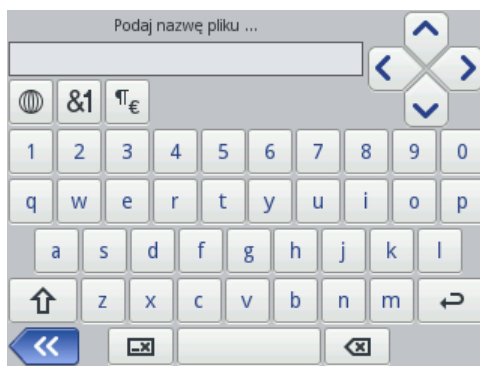 Podaj nazwę pliku ...
&1 ¶€
1 2 3 4 5 6 7 8 9 0
q w e r t y u i o p
a s d f g h j k l
z x c v b n m